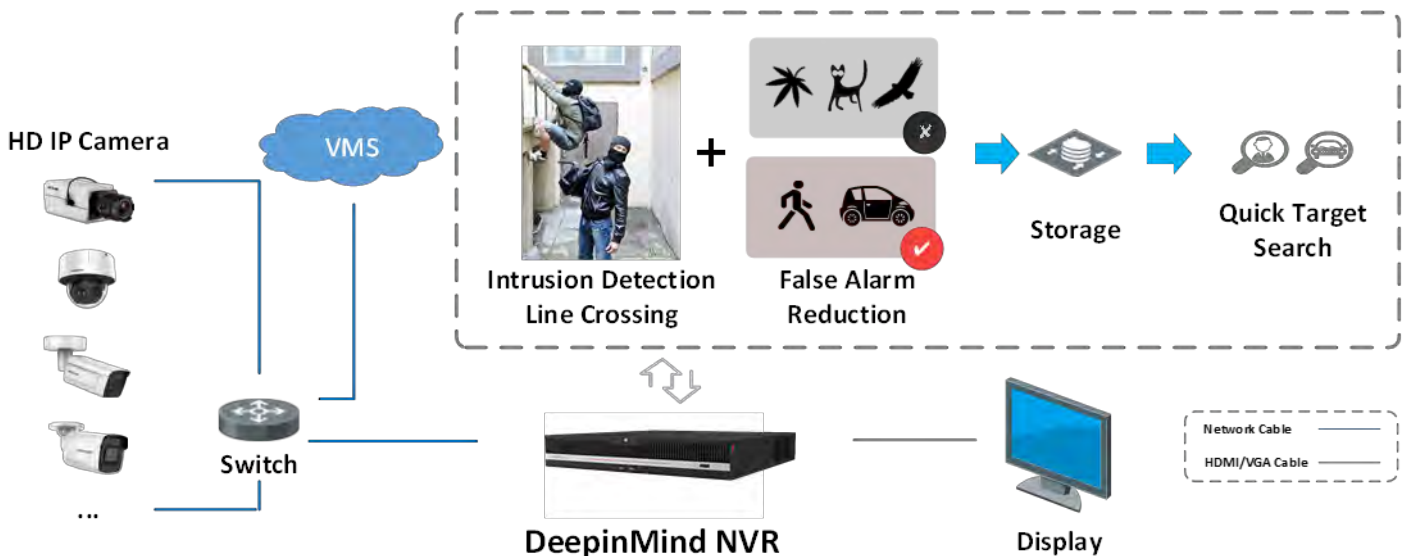 HD IP Camera
...
VMS
Switch
Intrusion Detection
Line Crossing
+
False Alarm
Reduction
Storage
Quick Target
Search
DeepinMind NVR
Display
Network Cable
HDMI/VGA Cable